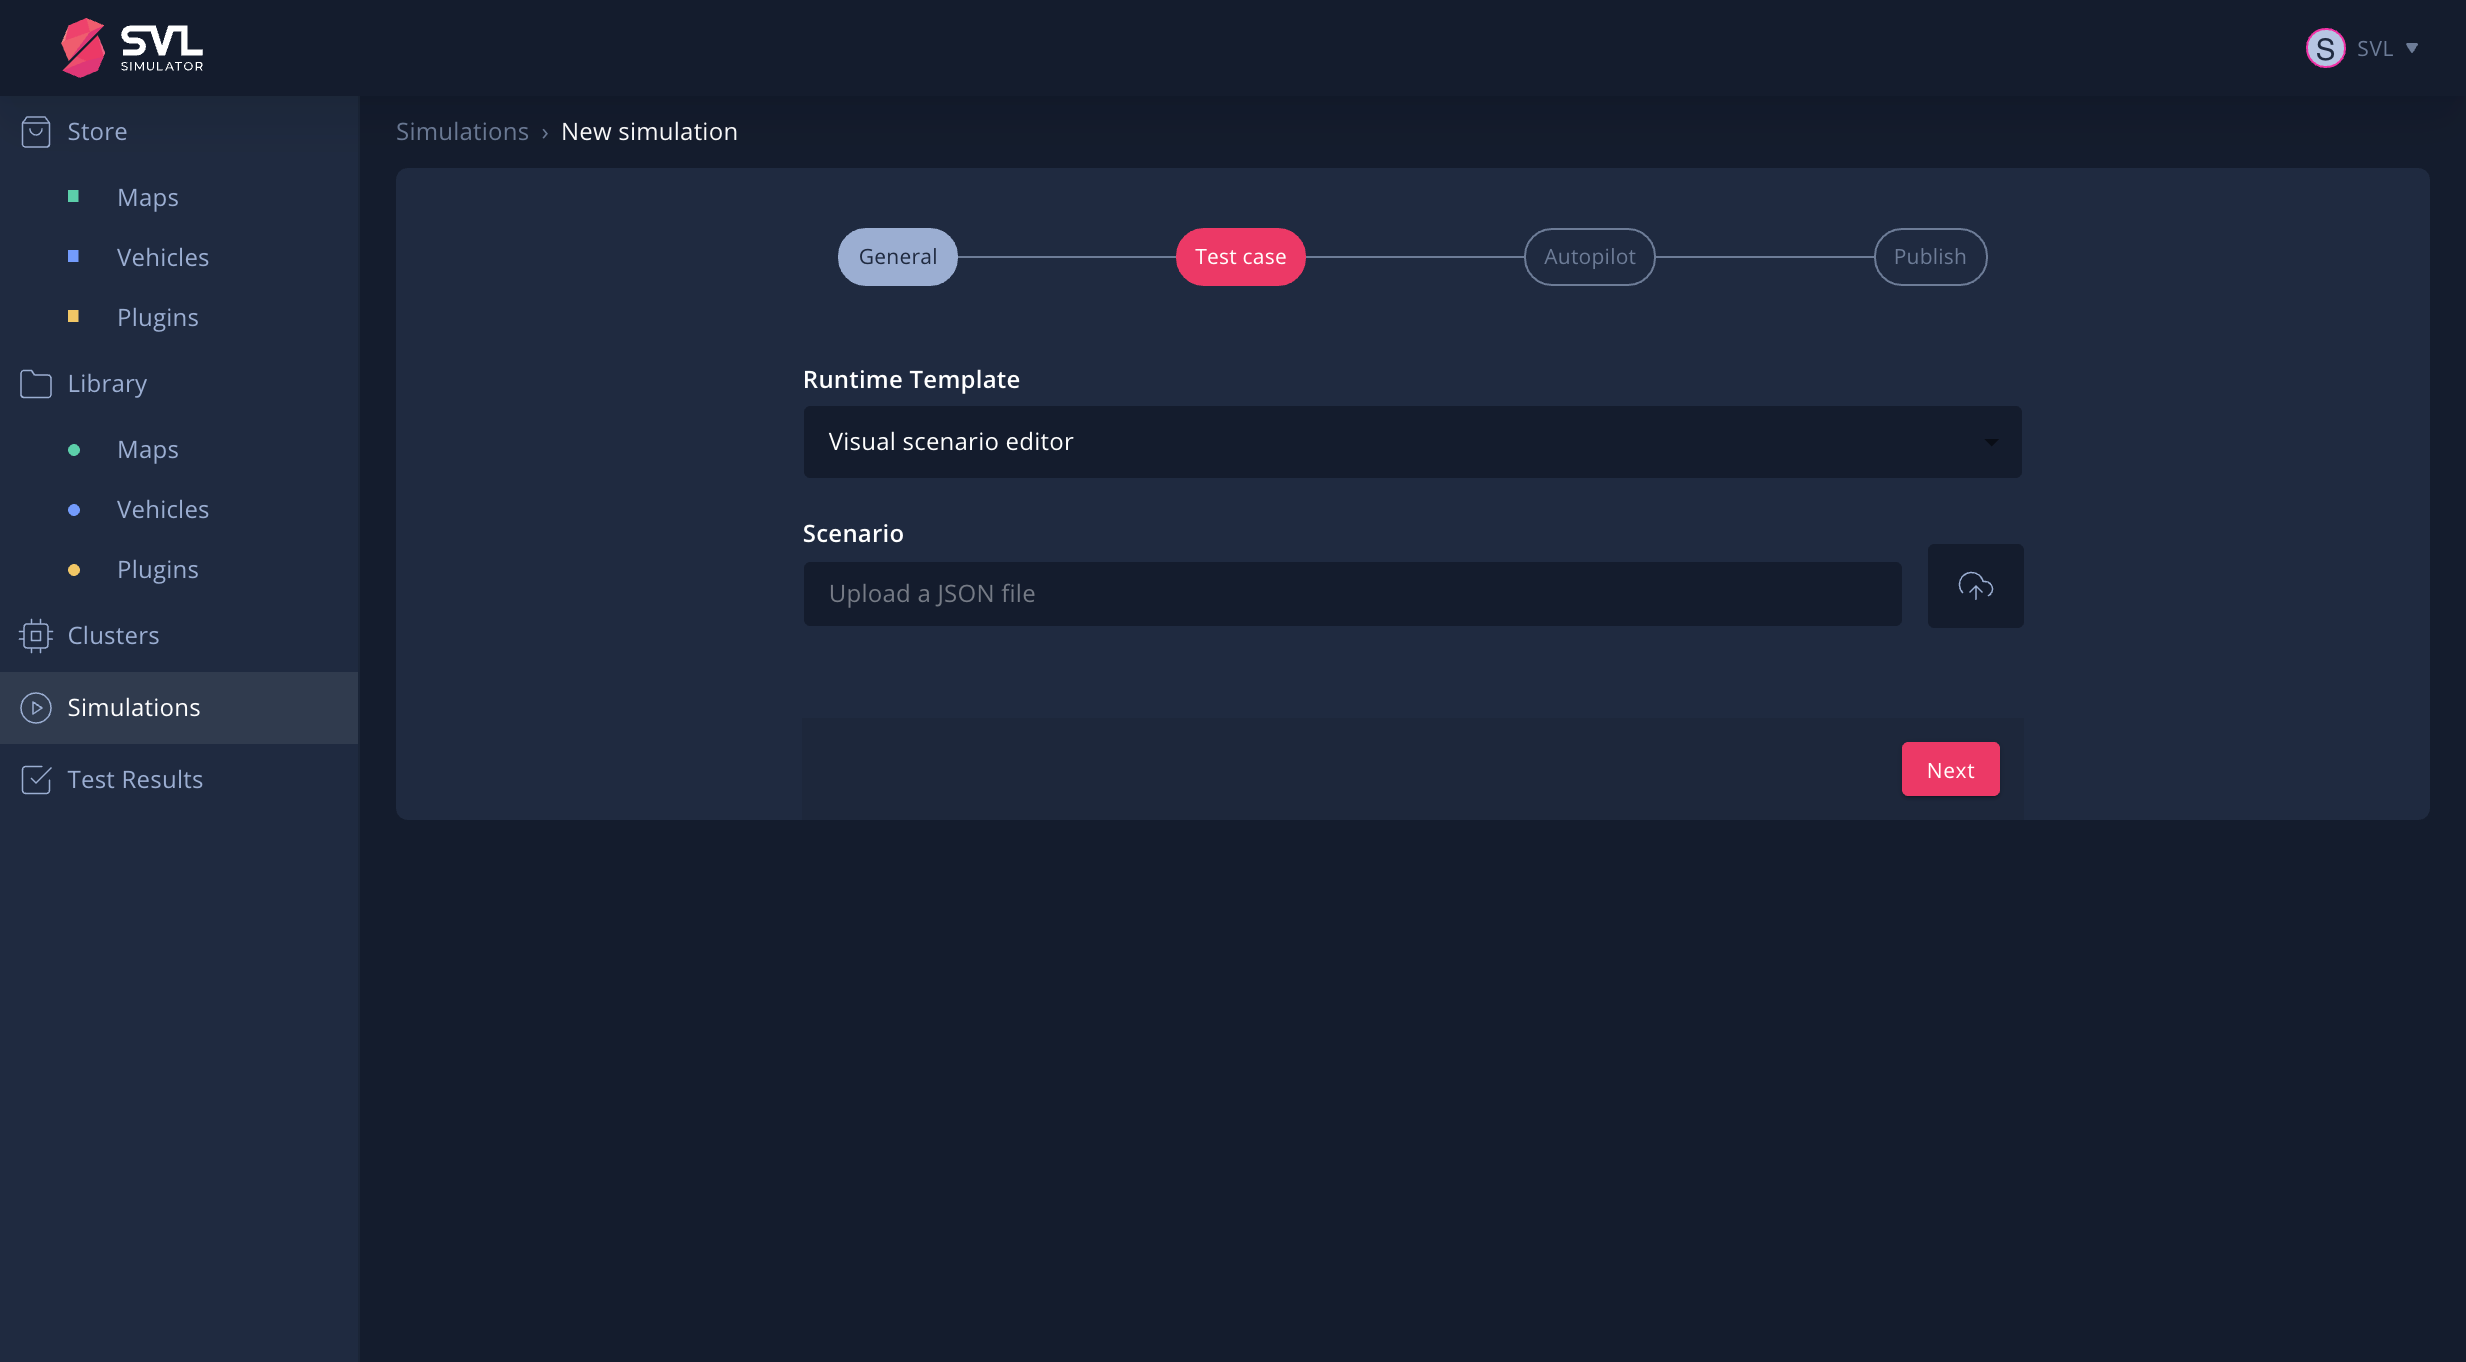 SVL
SIMULATOR
S SVL
Store
Maps
Vehicles
Plugins
Library
Maps
Vehicles
Plugins
Clusters
Simulations
Test Results
Simulations › New simulation
General
Test case
Autopilot
Publish
Runtime Template
Visual scenario editor
Scenario
Upload a JSON file
Next